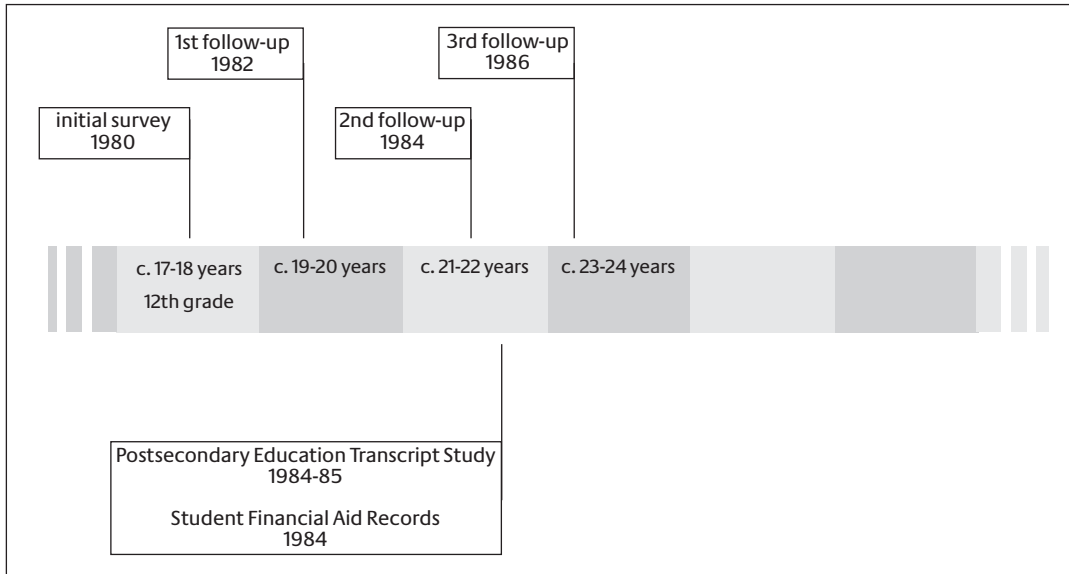 1st follow-up
1982
3rd follow-up
1986
initial survey
1980
2nd follow-up
1984
c. 17-18 years
12th grade
c. 19-20 years
c. 21-22 years
c. 23-24 years
Postsecondary Education Transcript Study
1984-85
Student Financial Aid Records
1984